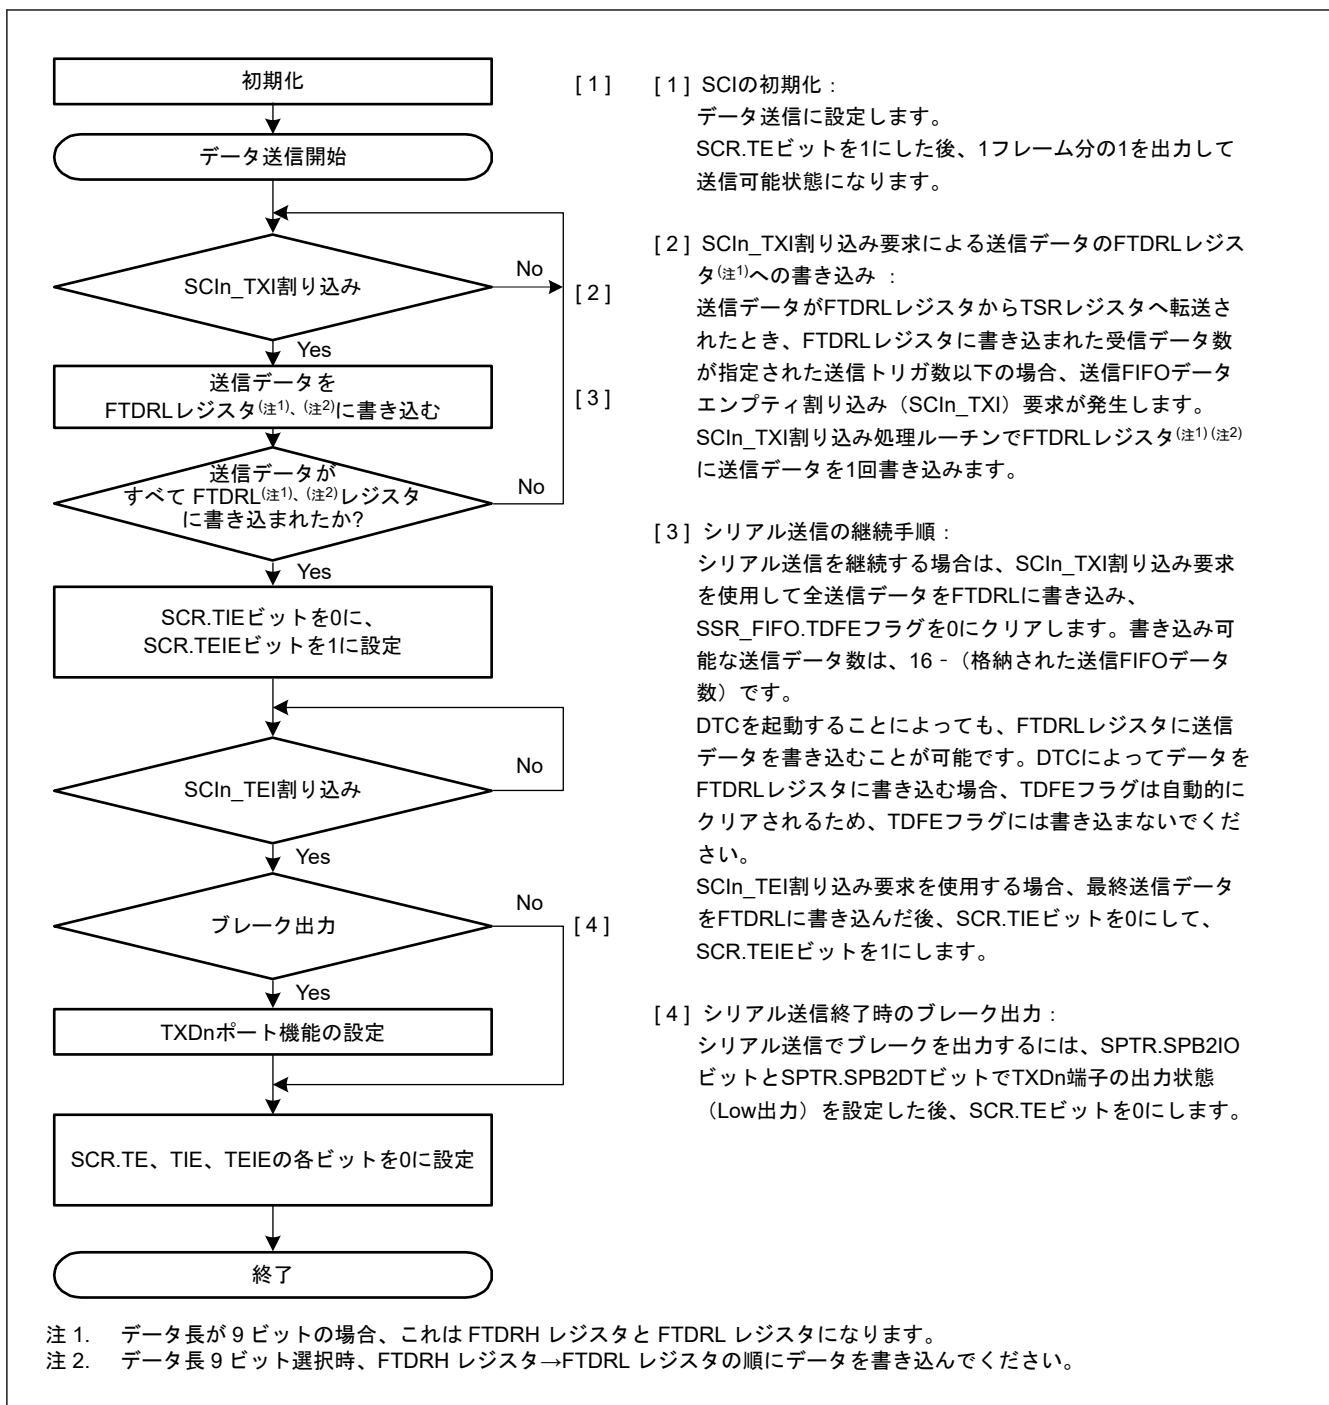 初期化
[ 1 ]
データ送信開始
SCIn_TXI割り込み
No
[ 2 ]
Yes
送信データを
FTDRLレジスタ(注1)、(注2)に書き込む
[ 3 ]
送信データが
すべて FTDRL(注1)、(注2)レジスタ
に書き込まれたか?
No
Yes
SCR.TIEビットを0に、
SCR.TEIEビットを1に設定
SCIn_TEI割り込み
No
Yes
ブレーク出力
No
[ 4 ]
Yes
TXDnポート機能の設定
SCR.TE、TIE、TEIEの各ビットを0に設定
終了
[ 1 ] SCIの初期化：
データ送信に設定します。
SCR.TEビットを1にした後、1フレーム分の1を出力して
送信可能状態になります。
[ 2 ] SCIn_TXI割り込み要求による送信データのFTDRLレジス
タ(注1)への書き込み ：
送信データがFTDRLレジスタからTSRレジスタへ転送さ
れたとき、FTDRLレジスタに書き込まれた受信データ数
が指定された送信トリガ数以下の場合、送信FIFOデータ
エンプティ割り込み（SCIn_TXI）要求が発生します。
SCIn_TXI割り込み処理ルーチンでFTDRLレジスタ(注1) (注2)
に送信データを1回書き込みます。
[ 3 ] シリアル送信の継続手順：
シリアル送信を継続する場合は、SCIn_TXI割り込み要求
を使用して全送信データをFTDRLに書き込み、
SSR_FIFO.TDFEフラグを0にクリアします。書き込み可
能な送信データ数は、16 -（格納された送信FIFOデータ
数）です。
DTCを起動することによっても、FTDRLレジスタに送信
データを書き込むことが可能です。DTCによってデータを
FTDRLレジスタに書き込む場合、TDFEフラグは自動的に
クリアされるため、TDFEフラグには書き込まないでくだ
さい。
SCIn_TEI割り込み要求を使用する場合、最終送信データ
をFTDRLに書き込んだ後、SCR.TIEビットを0にして、
SCR.TEIEビットを1にします。
[ 4 ] シリアル送信終了時のブレーク出力：
シリアル送信でブレークを出力するには、SPTR.SPB2IO
ビットとSPTR.SPB2DTビットでTXDn端子の出力状態
（Low出力）を設定した後、SCR.TEビットを0にします。
注 1. データ長が 9 ビットの場合、これは FTDRH レジスタと FTDRL レジスタになります。
注 2. データ長 9 ビット選択時、FTDRH レジスタ→FTDRL レジスタの順にデータを書き込んでください。